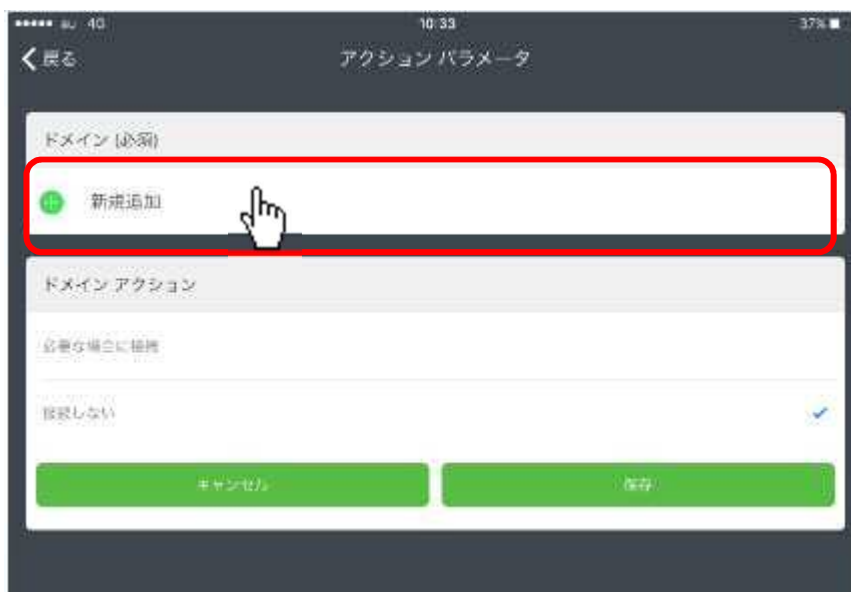 au 4G 10:33 37%
戻る アクション パラメータ
ドメイン (必須)
新規追加
ドメイン アクション
必要な場合に接続
接続しない
キャンセル 保存